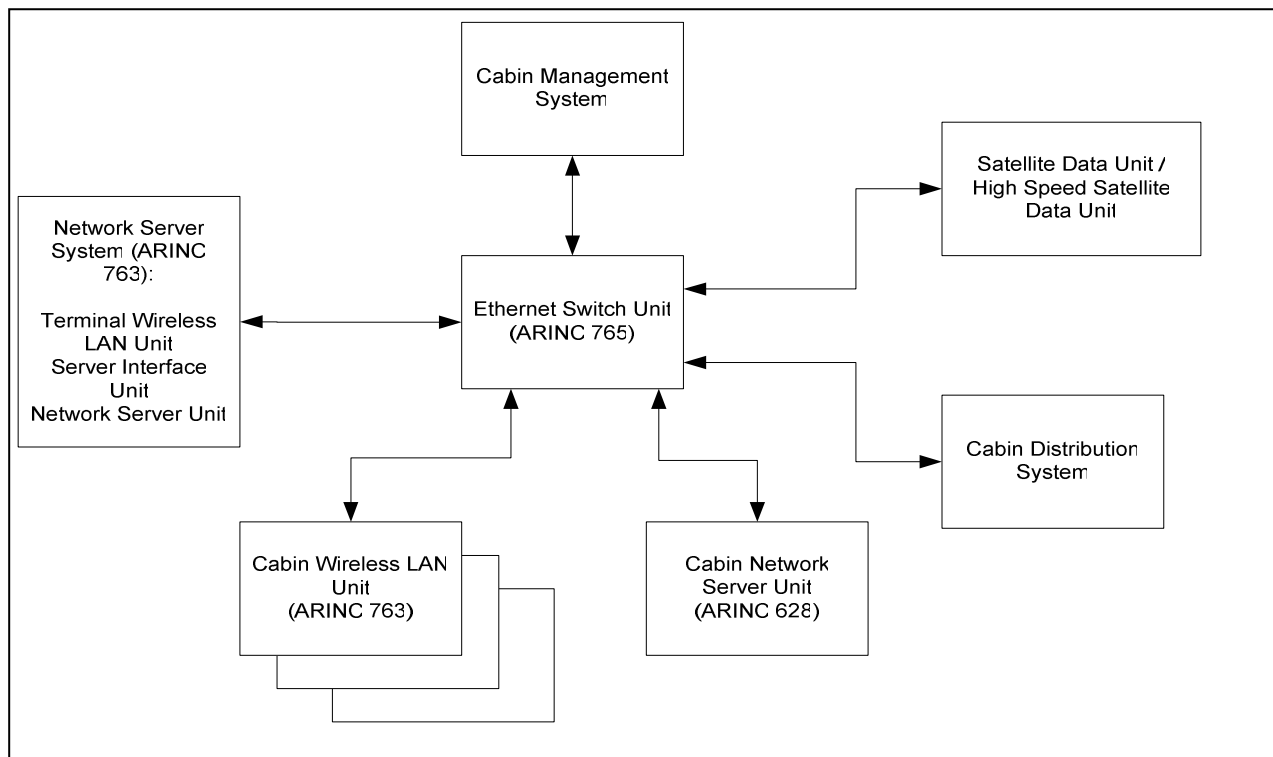 Cabin Management
System
Satellite Data Unit /
High Speed Satellite
Data Unit
Network Server
System (ARINC
763):
Terminal Wireless
LAN Unit
Server Interface
Unit
Network Server Unit
Ethernet Switch Unit
(ARINC 765)
Cabin Distribution
System
Cabin Wireless LAN
Unit
(ARINC 763)
Cabin Network
Server Unit
(ARINC 628)